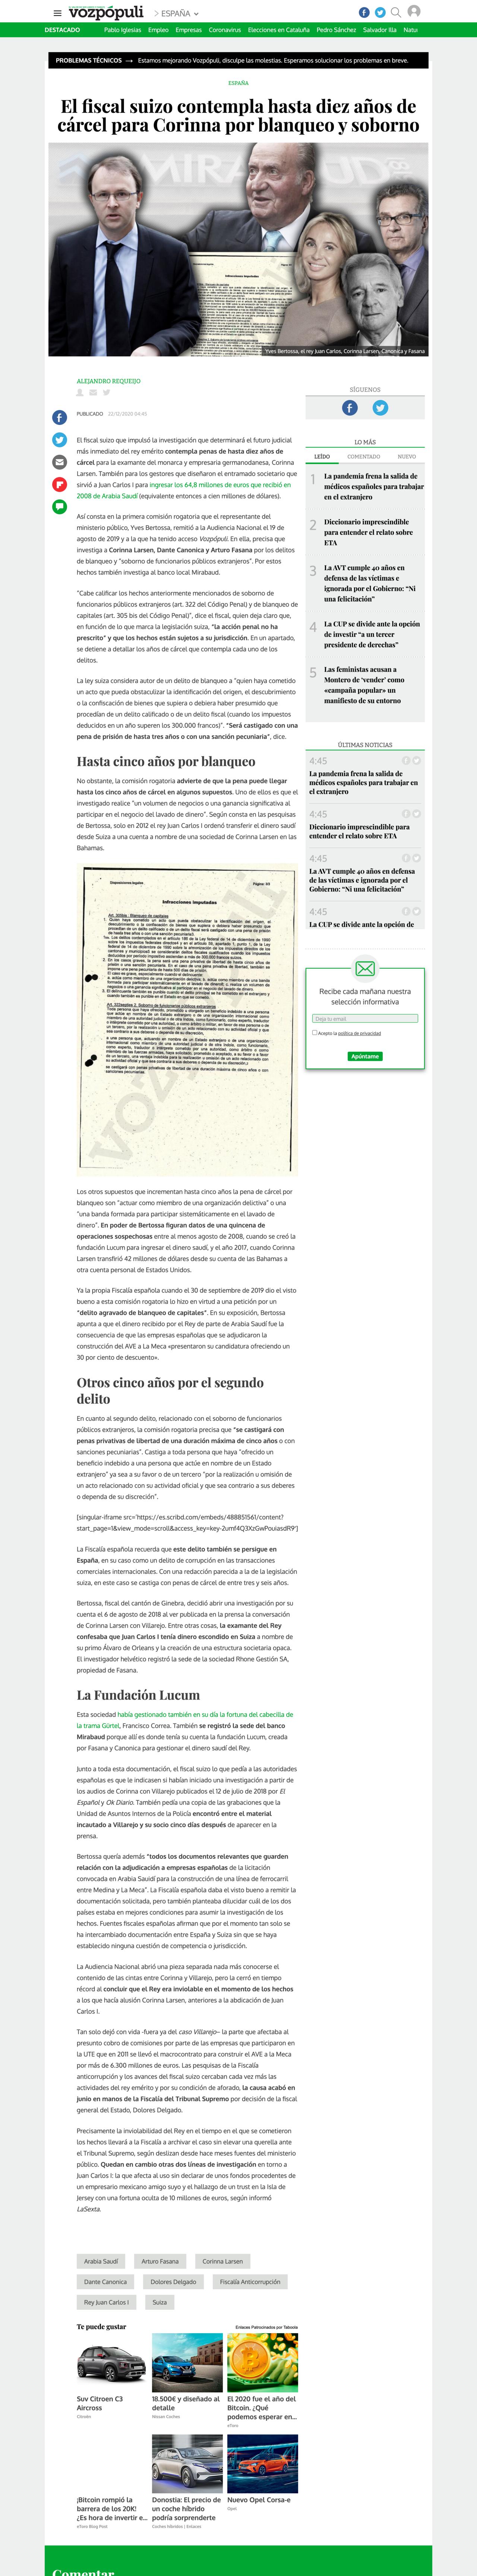 vozpópuli
ESPAÑA
DESTACADO Pablo Iglesias Empleo Empresas Coronavirus Elecciones en Cataluña Pedro Sánchez Salvador Illa Natu
PROBLEMAS TÉCNICOS → Estamos mejorando Vozpópuli, disculpe las molestias. Esperamos solucionar los problemas en breve.
ESPAÑA
El fiscal suizo contempla hasta diez años de
cárcel para Corinna por blanqueo y soborno
Yves Bertossa, el rey Juan Carlos, Corinna Larsen, Canonica y Fasana
ALEJANDRO REQUEIJO
PUBLICADO 22/12/2020 04:45
El fiscal suizo que impulsó la investigación que determinará el futuro judicial
más inmediato del rey emérito contempla penas de hasta diez años de
cárcel para la examante del monarca y empresaria germanodanesa, Corinna
Larsen. También para los gestores que diseñaron el entramado societario que
sirvió a Juan Carlos I para ingresar los 64,8 millones de euros que recibió en
2008 de Arabia Saudí (equivalente entonces a cien millones de dólares).
Así consta en la primera comisión rogatoria que el representante del
ministerio público, Yves Bertossa, remitió a la Audiencia Nacional el 19 de
agosto de 2019 y a la que ha tenido acceso Vozpópuli. En ella, precisa que
investiga a Corinna Larsen, Dante Canonica y Arturo Fasana por los delitos
de blanqueo y "soborno de funcionarios públicos extranjeros". Por estos
hechos también investiga al banco local Mirabaud.
"Cabe calificar los hechos anteriormente mencionados de soborno de
funcionarios públicos extranjeros (art. 322 del Código Penal) y de blanqueo de
capitales (art. 305 bis del Código Penal)", dice el fiscal, quien deja claro que,
en función de lo que marca la legislación suiza, "la acción penal no ha
prescrito" y que los hechos están sujetos a su jurisdicción. En un apartado,
se detiene a detallar los años de cárcel que contempla cada uno de los
delitos.
La ley suiza considera autor de un delito de blanqueo a "quien haya cometido
un acto que pueda obstaculizar la identificación del origen, el descubrimiento
o la confiscación de bienes que supiera o debiera haber presumido que
procedían de un delito calificado o de un delito fiscal (cuando los impuestos
deducidos en un año superen los 300.000 francos)". "Será castigado con una
pena de prisión de hasta tres años o con una sanción pecuniaria", dice.
Hasta cinco años por blanqueo
No obstante, la comisión rogatoria advierte de que la pena puede llegar
hasta los cinco años de cárcel en algunos supuestos. Uno de ellos es que el
investigado realice "un volumen de negocios o una ganancia significativa al
participar en el negocio del lavado de dinero". Según constan en las pesquisas
de Bertossa, solo en 2012 el rey Juan Carlos I ordenó transferir el dinero saudí
desde Suiza a una cuenta a nombre de una sociedad de Corinna Larsen en las
Bahamas.
Disposiciones legales
Infracciones imputadas
Los otros supuestos que incrementan hasta cinco años la pena de cárcel por
blanqueo son "actuar como miembro de una organización delictiva" o una
"una banda formada para participar sistemáticamente en el lavado de
dinero". En poder de Bertossa figuran datos de una quincena de
operaciones sospechosas entre al menos agosto de 2008, cuando se creó la
fundación Lucum para ingresar el dinero saudí, y el año 2017, cuando Corinna
Larsen transfirió 42 millones de dólares desde su cuenta de las Bahamas a
otra cuenta personal de Estados Unidos.
Ya la propia Fiscalía española cuando el 30 de septiembre de 2019 dio el visto
bueno a esta comisión rogatoria lo hizo en virtud a una petición por un
"delito agravado de blanqueo de capitales". En su exposición, Bertossa
apunta a que el dinero recibido por el Rey de parte de Arabia Saudí fue la
consecuencia de que las empresas españolas que se adjudicaron la
construcción del AVE a La Meca «presentaron su candidatura ofreciendo un
30 por ciento de descuento».
Otros cinco años por el segundo
delito
En cuanto al segundo delito, relacionado con el soborno de funcionarios
públicos extranjeros, la comisión rogatoria precisa que "se castigará con
penas privativas de libertad de una duración máxima de cinco años o con
sanciones pecuniarias". Castiga a toda persona que haya "ofrecido un
beneficio indebido a una persona que actúe en nombre de un Estado
extranjero" ya sea a su favor o de un tercero "por la realización u omisión de
un acto relacionado con su actividad oficial y que sea contrario a sus deberes
o dependa de su discreción".
[singular-iframe src='https://es.scribd.com/embeds/488851561/content?
start_page=1&view_mode=scroll&access_key=key-2umf4Q3XzGwPouiasdR9']
La Fiscalía española recuerda que este delito también se persigue en
España, en su caso como un delito de corrupción en las transacciones
comerciales internacionales. Con una redacción parecida a la de la legislación
suiza, en este caso se castiga con penas de cárcel de entre tres y seis años.
Bertossa, fiscal del cantón de Ginebra, decidió abrir una investigación por su
cuenta el 6 de agosto de 2018 al ver publicada en la prensa la conversación
de Corinna Larsen con Villarejo. Entre otras cosas, la examante del Rey
confesaba que Juan Carlos I tenía dinero escondido en Suiza a nombre de
su primo Álvaro de Orleans y la creación de una estructura societaria opaca.
El investigador helvético registró la sede de la sociedad Rhone Gestión SA,
propiedad de Fasana.
La Fundación Lucum
Esta sociedad había gestionado también en su día la fortuna del cabecilla de
la trama Gürtel, Francisco Correa. También se registró la sede del banco
Mirabaud porque allí es donde tenía su cuenta la fundación Lucum, creada
por Fasana y Canonica para gestionar el dinero saudí del Rey.
Junto a toda esta documentación, el fiscal suizo lo que pedía a las autoridades
españolas es que le indicasen si habían iniciado una investigación a partir de
los audios de Corinna con Villarejo publicados el 12 de julio de 2018 por El
Español y Ok Diario. También pedía una copia de las grabaciones que la
Unidad de Asuntos Internos de la Policía encontró entre el material
incautado a Villarejo y su socio cinco días después de aparecer en la
prensa.
Bertossa quería además "todos los documentos relevantes que guarden
relación con la adjudicación a empresas españolas de la licitación
convocada en Arabia Saudí para la construcción de una línea de ferrocarril
entre Medina y La Meca". La Fiscalía española daba el visto bueno a remitir la
documentación solicitada, pero también planteaba dilucidar cuál de los dos
países estaba en mejores condiciones para asumir la investigación de los
hechos. Fuentes fiscales españolas afirman que por el momento tan solo se
ha intercambiado documentación entre España y Suiza sin que se haya
establecido ninguna cuestión de competencia o jurisdicción.
La Audiencia Nacional abrió una pieza separada nada más conocerse el
contenido de las cintas entre Corinna y Villarejo, pero la cerró en tiempo
récord al concluir que el Rey era inviolable en el momento de los hechos
a los que hacía alusión Corinna Larsen, anteriores a la abdicación de Juan
Carlos I.
Tan solo dejó con vida -fuera ya del caso Villarejo– la parte que afectaba al
presunto cobro de comisiones por parte de las empresas que participaron en
la UTE que en 2011 se llevó el macrocontrato para construir el AVE a la Meca
por más de 6.300 millones de euros. Las pesquisas de la Fiscalía
anticorrupción y los avances del fiscal suizo cercaban cada vez más las
actividades del rey emérito y por su condición de aforado, la causa acabó en
junio en manos de la Fiscalía del Tribunal Supremo por decisión de la fiscal
general del Estado, Dolores Delgado.
Precisamente la inviolabilidad del Rey en el tiempo en el que se cometieron
los hechos llevará a la Fiscalía a archivar el caso sin elevar una querella ante
el Tribunal Supremo, según deslizan desde hace meses fuentes del ministerio
público. Quedan en cambio otras dos líneas de investigación en torno a
Juan Carlos I: la que afecta al uso sin declarar de unos fondos procedentes de
un empresario mexicano amigo suyo y el hallazgo de un trust en la Isla de
Jersey con una fortuna oculta de 10 millones de euros, según informó
LaSexta.
Arabia Saudí Arturo Fasana Corinna Larsen
Dante Canonica Dolores Delgado Fiscalía Anticorrupción
Rey Juan Carlos I Suiza
Te puede gustar
Enlaces Patrocinados por Taboola
Suv Citroen C3
Aircross
Citroën
18.500€ y diseñado al
detalle
Nissan Coches
El 2020 fue el año del
Bitcoin. ¿Qué
podemos esperar en...
eToro
¡Bitcoin rompió la
barrera de los 20K!
¿Es hora de invertir e...
eToro Blog Post
Donostia: El precio de
un coche híbrido
podría sorprenderte
Coches híbridos | Enlaces
Nuevo Opel Corsa-e
Opel
SÍGUENOS
LO MÁS
LEÍDO COMENTADO NUEVO
1 La pandemia frena la salida de
médicos españoles para trabajar
en el extranjero
2 Diccionario imprescindible
para entender el relato sobre
ETA
3 La AVT cumple 40 años en
defensa de las víctimas e
ignorada por el Gobierno: “Ni
una felicitación”
4 La CUP se divide ante la opción
de investir “a un tercer
presidente de derechas”
5 Las feministas acusan a
Montero de ‘vender’ como
«campaña popular» un
manifiesto de su entorno
ÚLTIMAS NOTICIAS
4:45
La pandemia frena la salida de
médicos españoles para trabajar en
el extranjero
4:45
Diccionario imprescindible para
entender el relato sobre ETA
4:45
La AVT cumple 40 años en defensa
de las víctimas e ignorada por el
Gobierno: “Ni una felicitación”
4:45
La CUP se divide ante la opción de
Recibe cada mañana nuestra
selección informativa
Deja tu email
Acepto la política de privacidad
Apúntame
Comentar